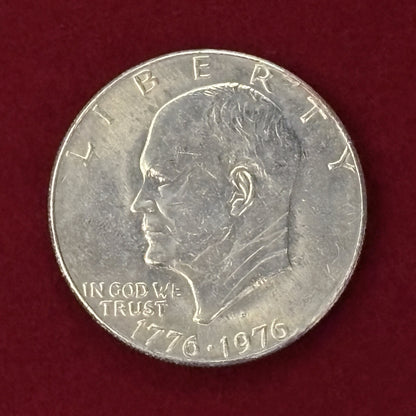 LIBERTY
IN GOD WE
TRUST
1776 · 1976